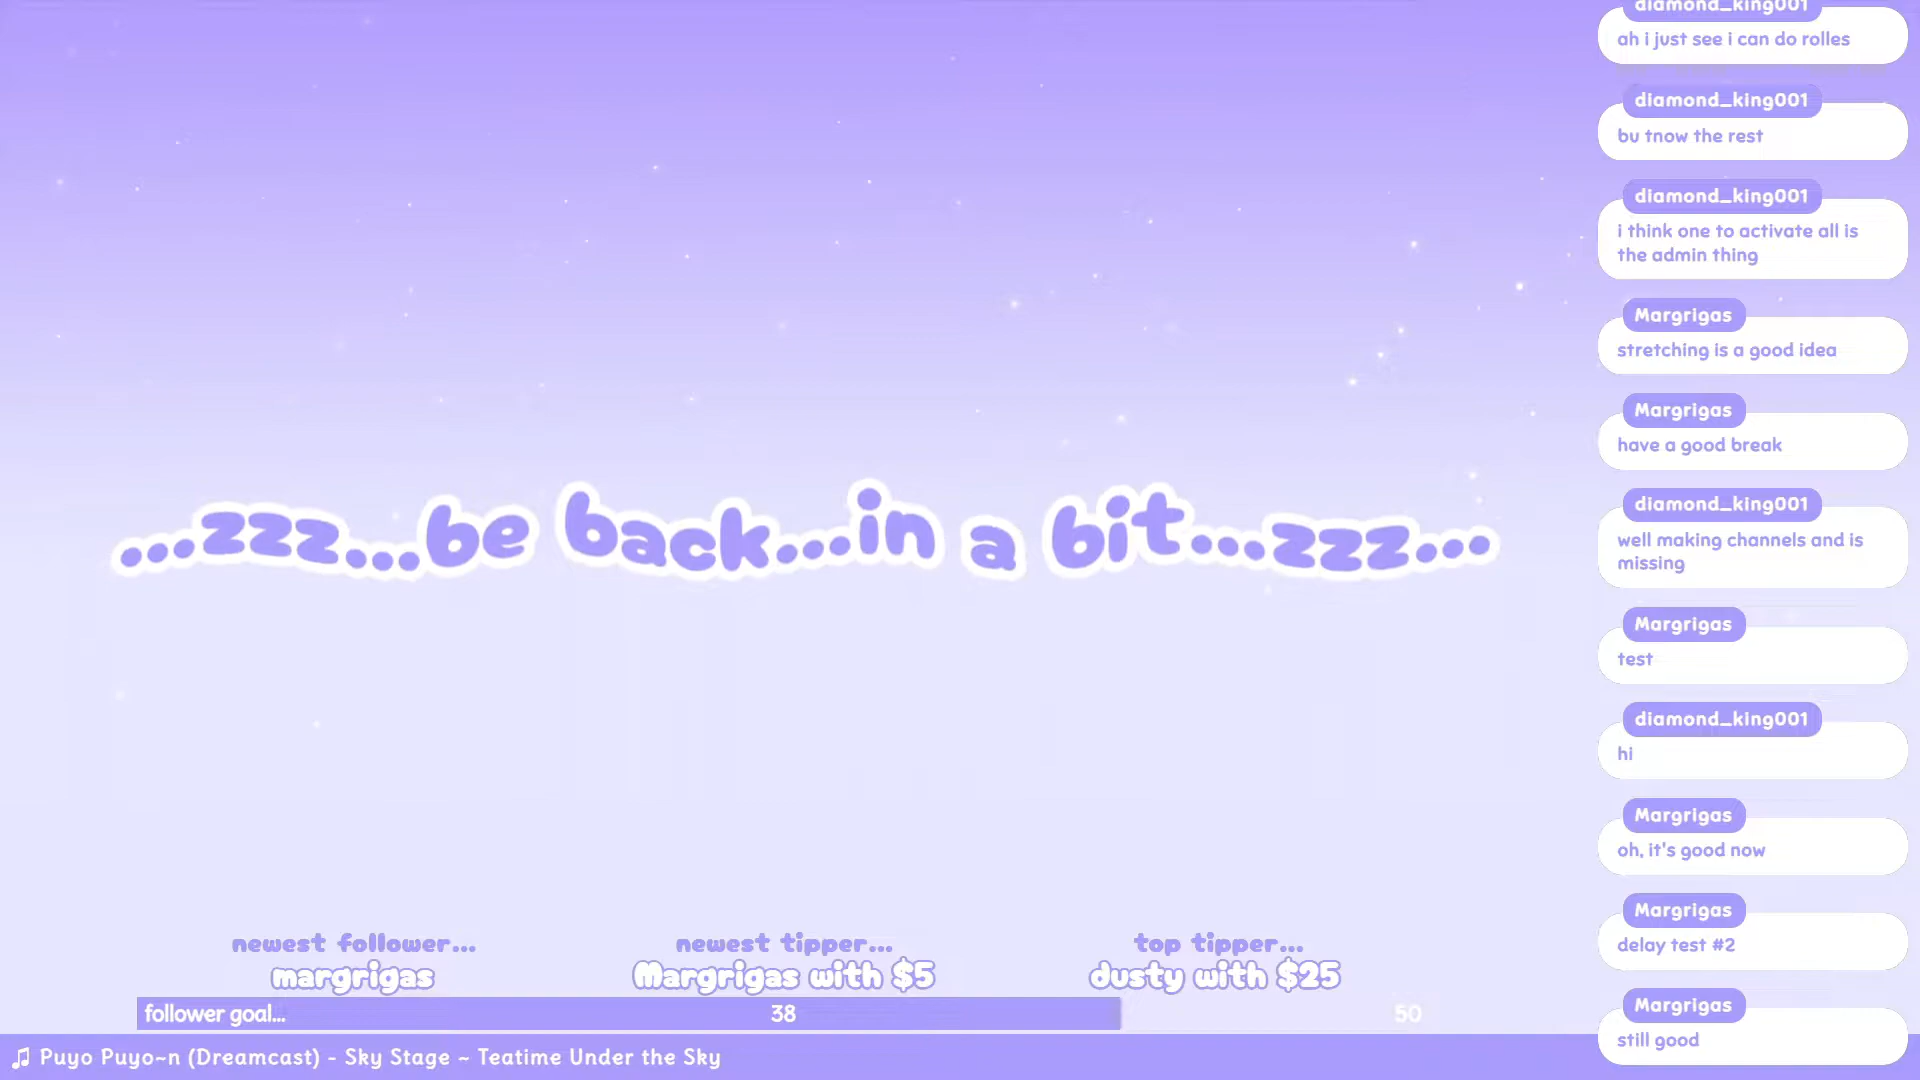 ...zzz...be back...in a bit...zzz...
newest follower...
margrigas
newest tipper...
Margrigas with $5
top tipper...
dusty with $25
follower goal... 38 50
Puyo Puyo~n (Dreamcast) - Sky Stage ~ Teatime Under the Sky
diamond_king001
ah i just see i can do rolles
diamond_king001
bu tnow the rest
diamond_king001
i think one to activate all is
the admin thing
Margrigas
stretching is a good idea
Margrigas
have a good break
diamond_king001
well making channels and is
missing
Margrigas
test
diamond_king001
hi
Margrigas
oh, it's good now
Margrigas
delay test #2
Margrigas
still good